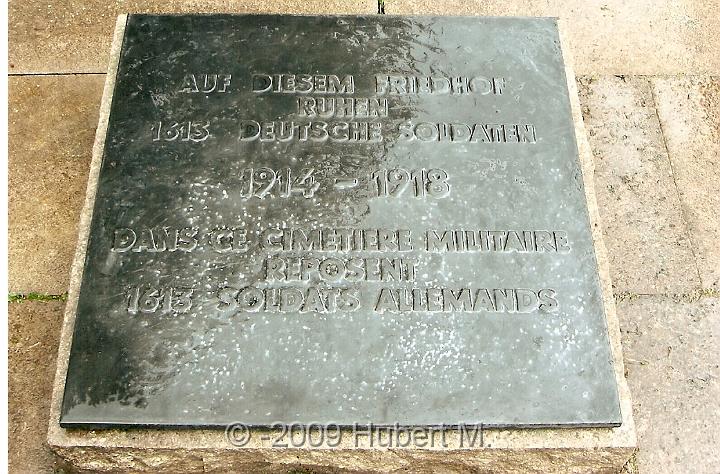 AUF DIESEM FRIEDHOF
RUHEN
1613 DEUTSCHE SOLDATEN
1914 - 1918
DANS CE CIMETIERE MILITAIRE
REPOSENT
1613 SOLDATS ALLEMANDS
© -2009 Hubert M.